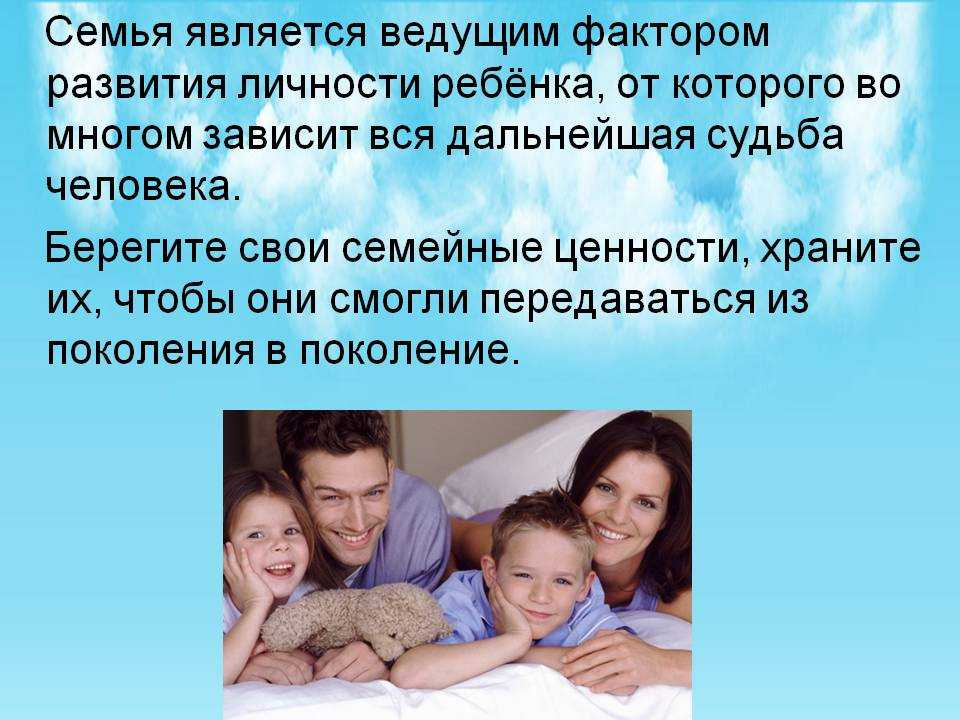 Семья является ведущим фактором
развития личности ребёнка, от которого во
многом зависит вся дальнейшая судьба
человека.
Берегите свои семейные ценности, храните
их, чтобы они смогли передаваться из
поколения в поколение.